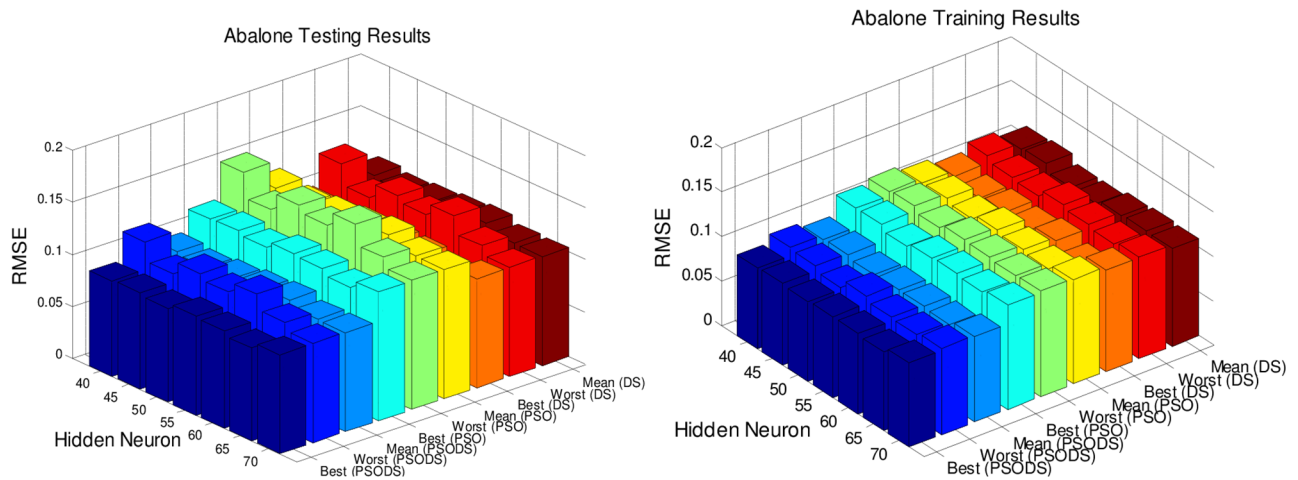 Abalone Testing Results
0.2
0.15
0.1
0.05
0
RMSE
40
45
50
55
60
65
70
Hidden Neuron
Mean (DS)
Worst (DS)
Best (DS)
Mean (PSO)
Worst (PSO)
Best (PSO)
Mean (PSODS)
Worst (PSODS)
Best (PSODS)
Abalone Training Results
0.2
0.15
0.1
0.05
0
RMSE
40
45
50
55
60
65
70
Hidden Neuron
Mean (DS)
Worst (DS)
Best (DS)
Mean (PSO)
Worst (PSO)
Best (PSO)
Mean (PSODS)
Worst (PSODS)
Best (PSODS)